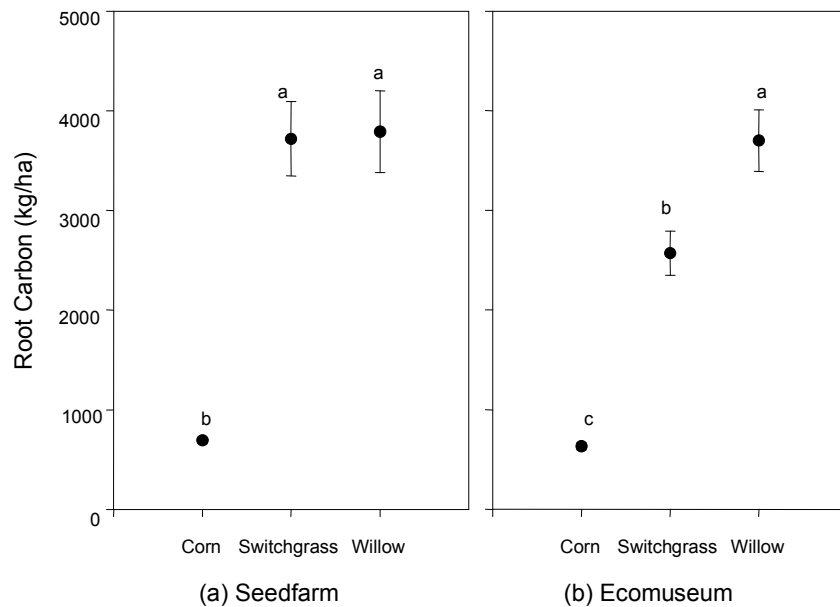 5000
4000
3000
2000
1000
0
Root Carbon (kg/ha)
a
a
b
a
b
c
Corn Switchgrass Willow
Corn Switchgrass Willow
(a) Seedfarm
(b) Ecomuseum